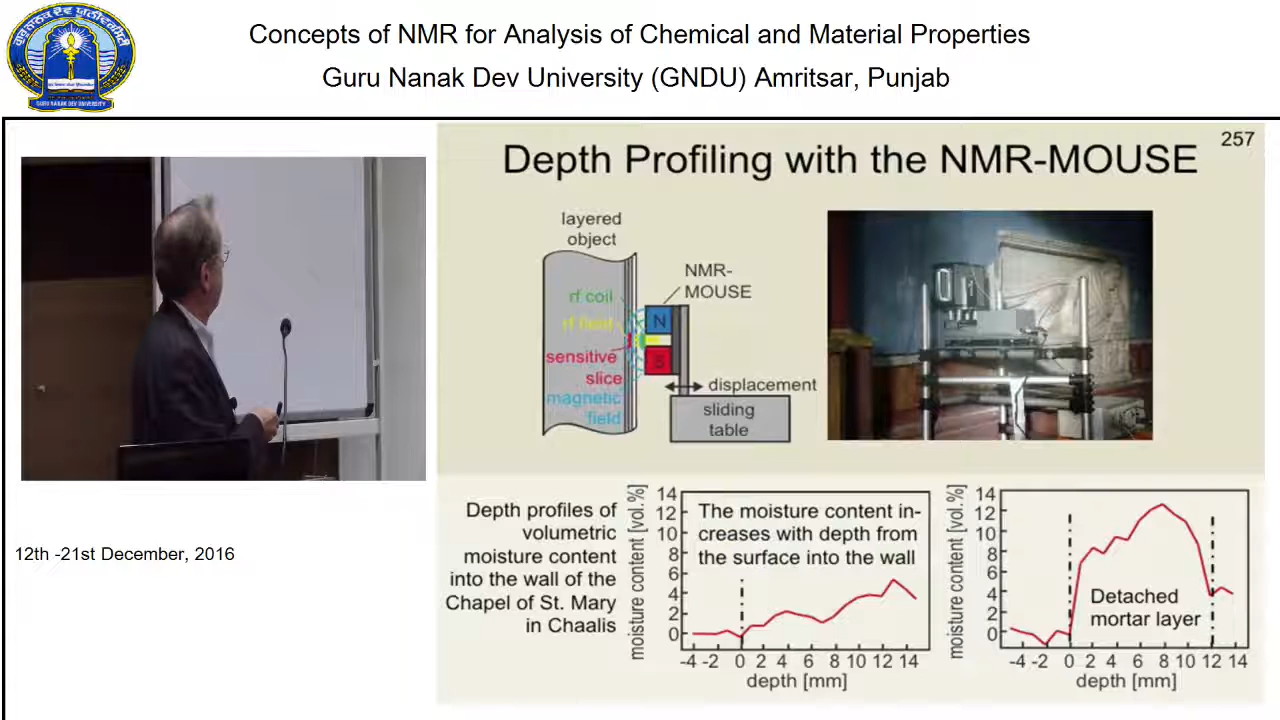 ਗੁਰੂ ਨਾਨਕ ਦੇਵ ਯੂਨੀਵਰਸਿਟੀ
GURU NANAK DEV UNIVERSITY
Concepts of NMR for Analysis of Chemical and Material Properties
Guru Nanak Dev University (GNDU) Amritsar, Punjab
257
Depth Profiling with the NMR-MOUSE
layered
object
NMR-
MOUSE
rf coil
rf field
sensitive
slice
magnetic
field
N
S
displacement
sliding
table
Depth profiles of
volumetric
moisture content
into the wall of the
Chapel of St. Mary
in Chaalis
moisture content [vol.%]
14
12
10
8
6
4
2
0
The moisture content in-
creases with depth from
the surface into the wall
-4 -2 0 2 4 6 8 10 12 14
depth [mm]
moisture content [vol.%]
14
12
10
8
6
4
2
0
Detached
mortar layer
-4 -2 0 2 4 6 8 10 12 14
depth [mm]
12th -21st December, 2016